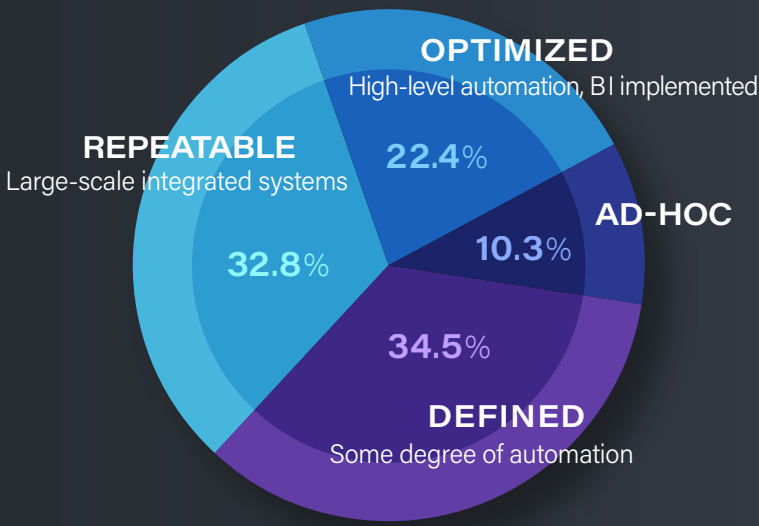 OPTIMIZED
High-level automation, BI implemented
22.4%
REPEATABLE
Large-scale integrated systems
32.8%
AD-HOC
10.3%
34.5%
DEFINED
Some degree of automation